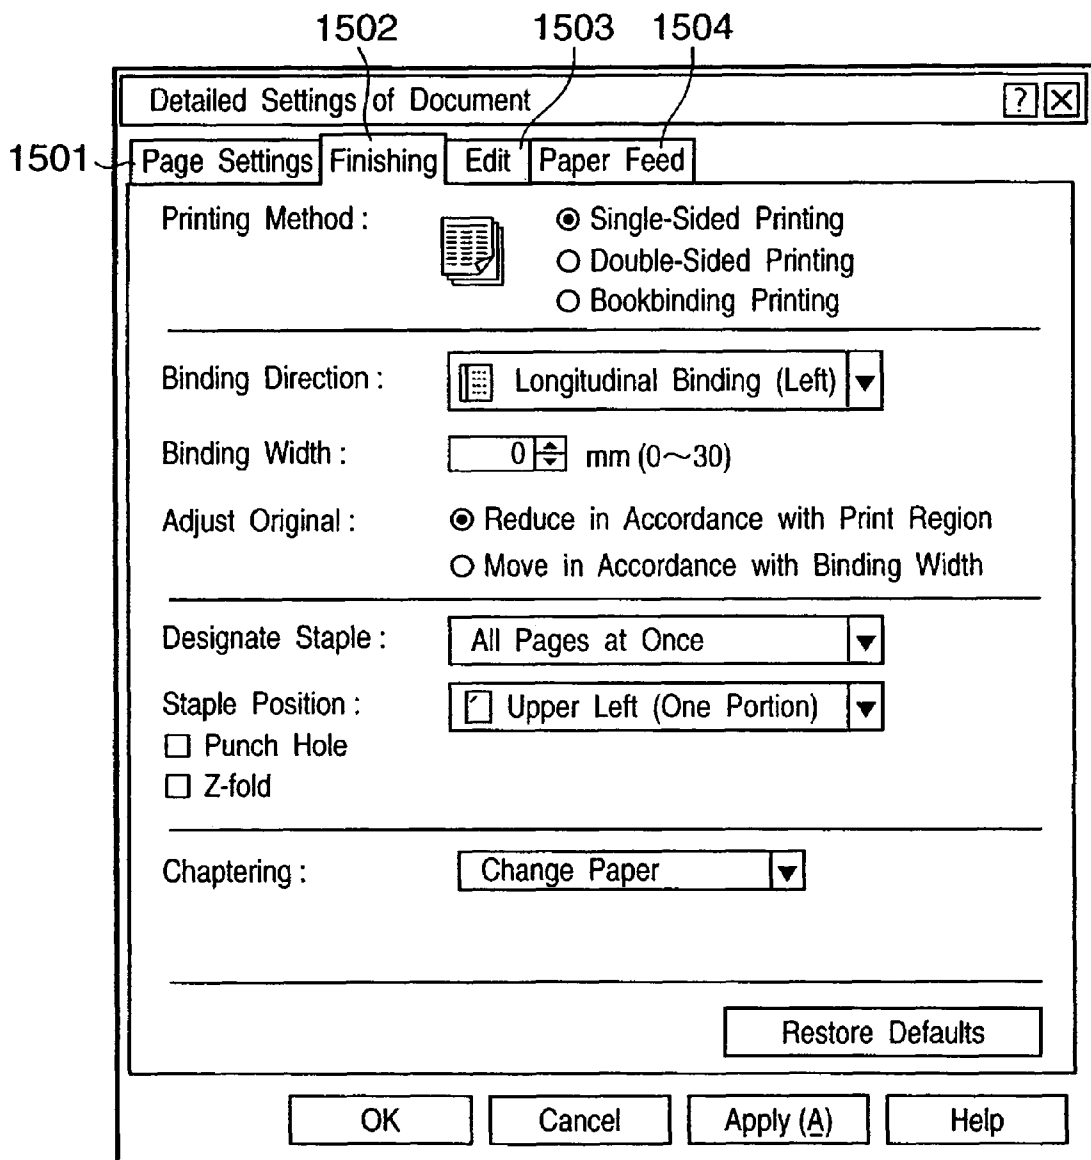 1502 1503 1504
Detailed Settings of Document ?
1501 Page Settings Finishing Edit Paper Feed
Printing Method : Single-Sided Printing
Double-Sided Printing
Bookbinding Printing
Binding Direction : Longitudinal Binding (Left)
Binding Width : 0 mm (0～30)
Adjust Original : Reduce in Accordance with Print Region
Move in Accordance with Binding Width
Designate Staple : All Pages at Once
Staple Position : Upper Left (One Portion)
Punch Hole
Z-fold
Chaptering : Change Paper
Restore Defaults
OK Cancel Apply (A) Help